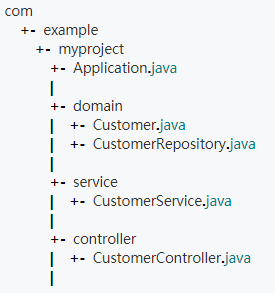 com
+- example
+- myproject
+- Application.java
|
+- domain
| +- Customer.java
| +- CustomerRepository.java
|
+- service
| +- CustomerService.java
|
+- controller
| +- CustomerController.java
|